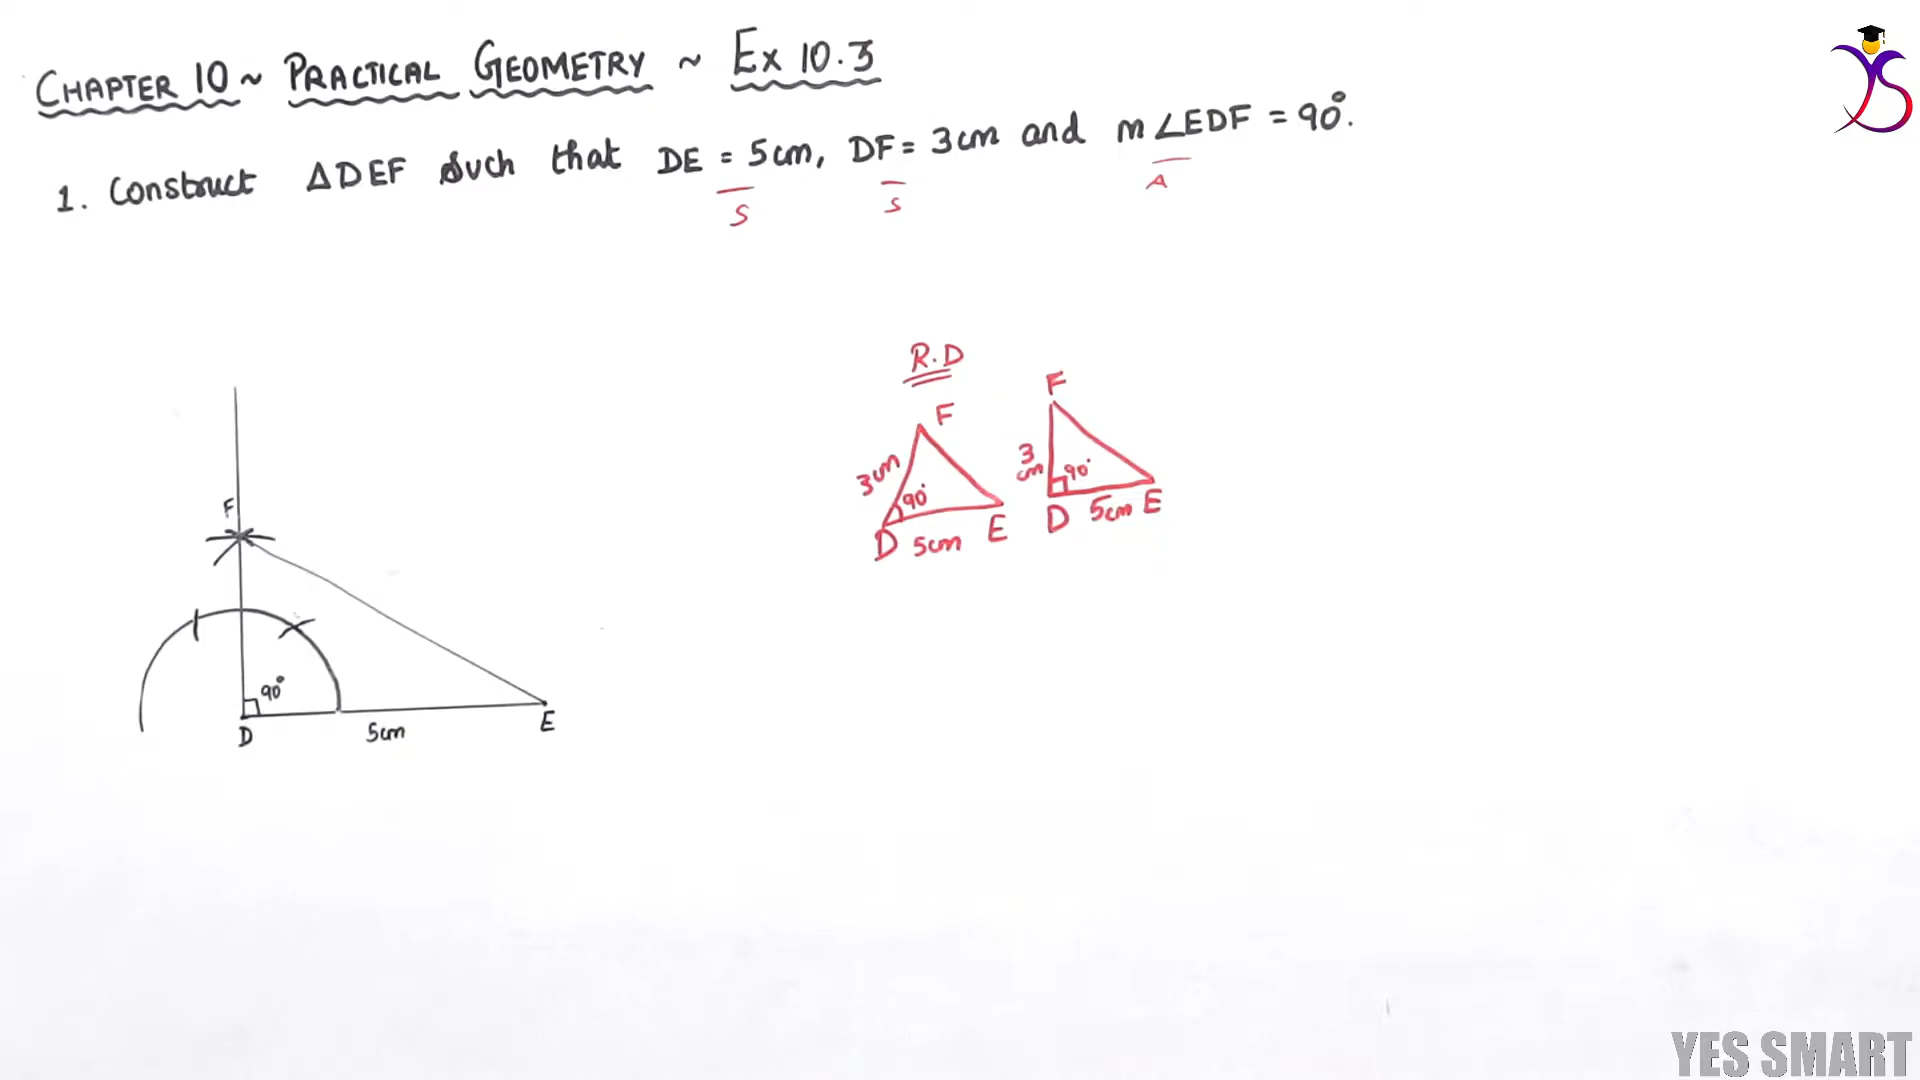 CHAPTER 10 ~ PRACTICAL GEOMETRY ~ Ex 10.3
1. Construct ΔDEF such that DE = 5cm, DF = 3cm and m∠EDF = 90°.
S S A
R.D
F F
3cm 90° 3 cm 90°
D 5cm E D 5cm E
F
90°
D 5cm E
YS
YES SMART